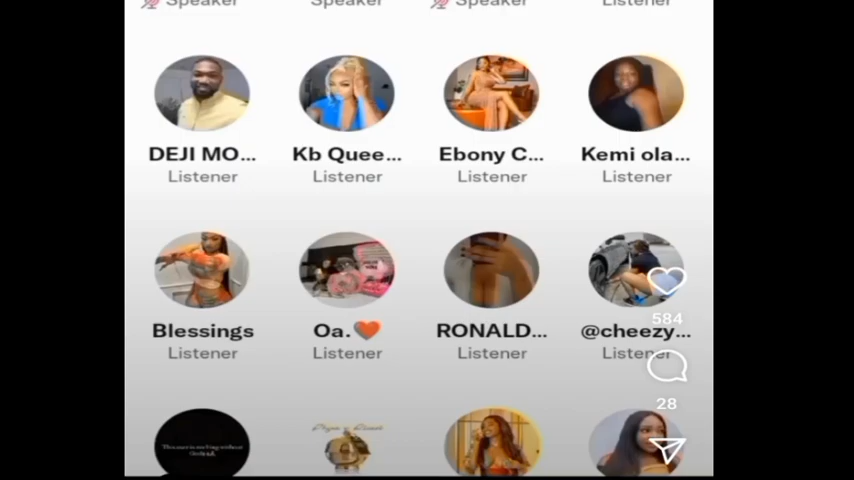 Speaker Speaker Speaker Listener
DEJI MO... Kb Quee... Ebony C... Kemi ola...
Listener Listener Listener Listener
Blessings Oa.🧡 RONALD... @cheezy...
Listener Listener Listener Listener
584
28